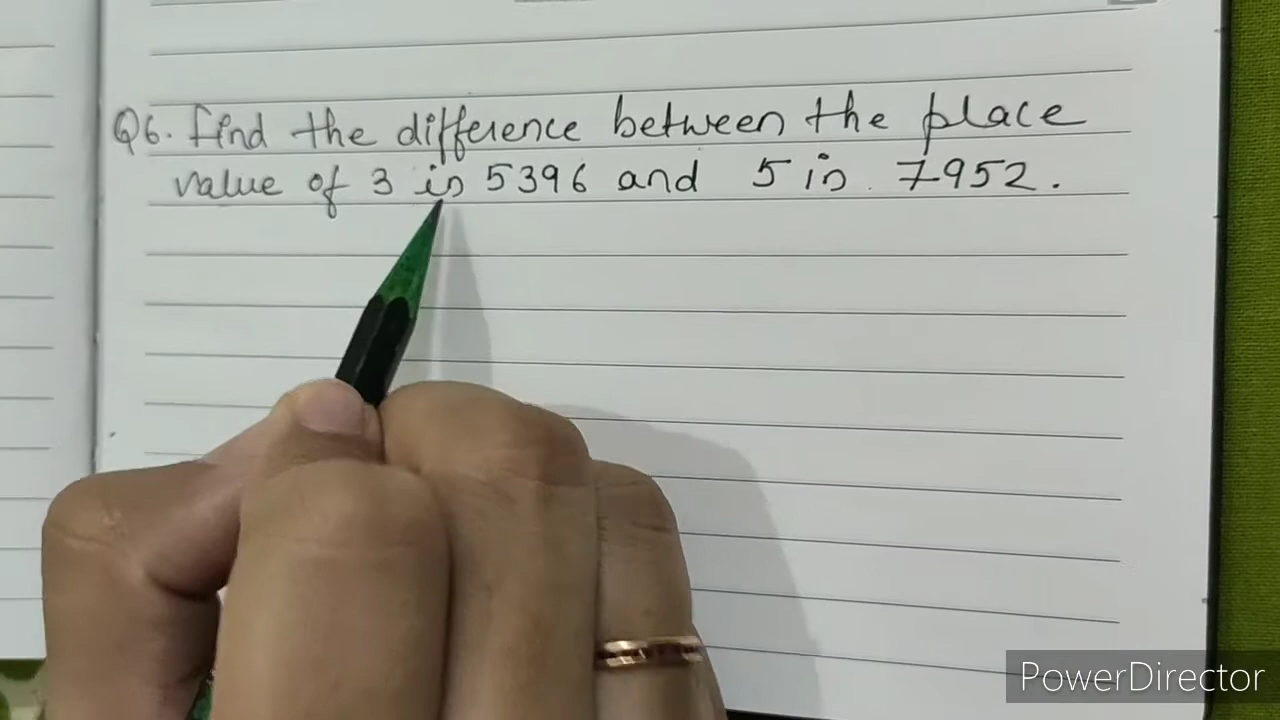 Q6. find the difference between the place
value of 3 in 5396 and 5 in 7952.
PowerDirector